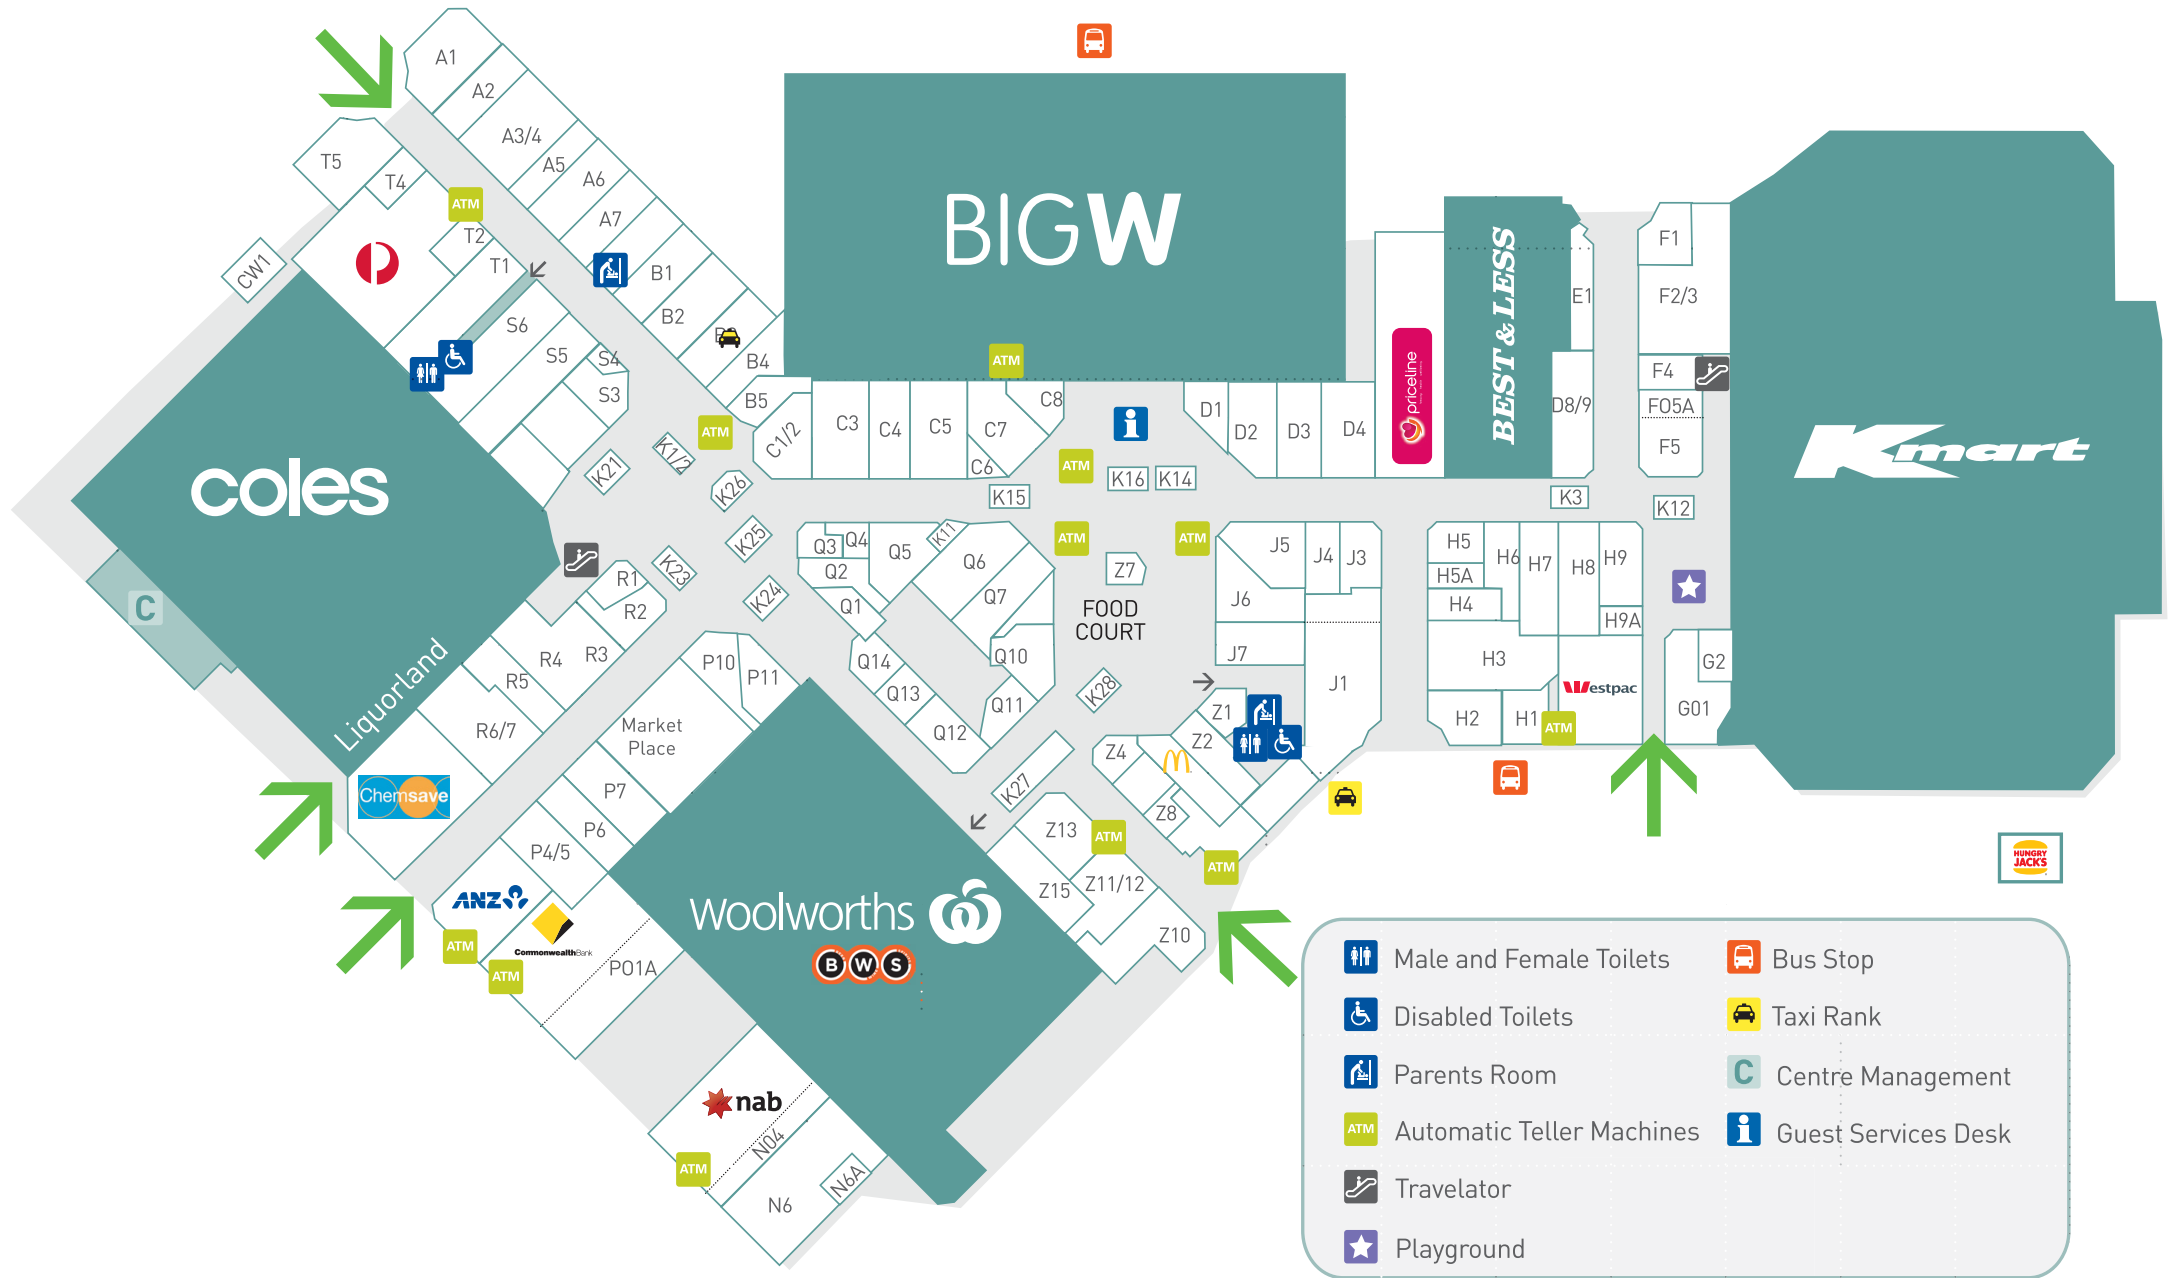 A1
A2
A3/4
A5
A6
A7
T5
T4
ATM
T2
T1
CW1
B1
B2
B4
B5
S6
S5
S4
S3
coles
Liquorland
C
ATM
K1/2
K21
K26
K25
K23
K24
BIGW
ATM
C1/2
C3
C4
C5
C7
C6
C8
D1
D2
D3
D4
priceline
BEST & LESS
E1
D8/9
F1
F2/3
F4
FO5A
F5
Kmart
ATM
K16
K14
K15
K3
K12
ATM
ATM
Q3
Q4
Q5
K11
Q6
Q7
Q2
Q1
Q10
Q11
Q14
Q13
Q12
Z7
FOOD
COURT
J5
J4
J3
J6
J7
J1
H5
H5A
H4
H6
H7
H8
H9
H9A
H3
H2
H1
Westpac
ATM
G2
G01
R1
R2
R3
R4
R5
R6/7
Chemsave
P10
P11
Market
Place
P7
P6
P4/5
ANZ
CommonwealthBank
ATM
ATM
PO1A
Woolworths
BWS
K28
K27
Z1
Z2
Z4
Z8
Z13
ATM
Z11/12
Z15
Z10
ATM
nab
N04
ATM
N6A
N6
HUNGRY
JACK'S
Male and Female Toilets
Disabled Toilets
Parents Room
ATM Automatic Teller Machines
Travelator
Playground
Bus Stop
Taxi Rank
C Centre Management
i Guest Services Desk